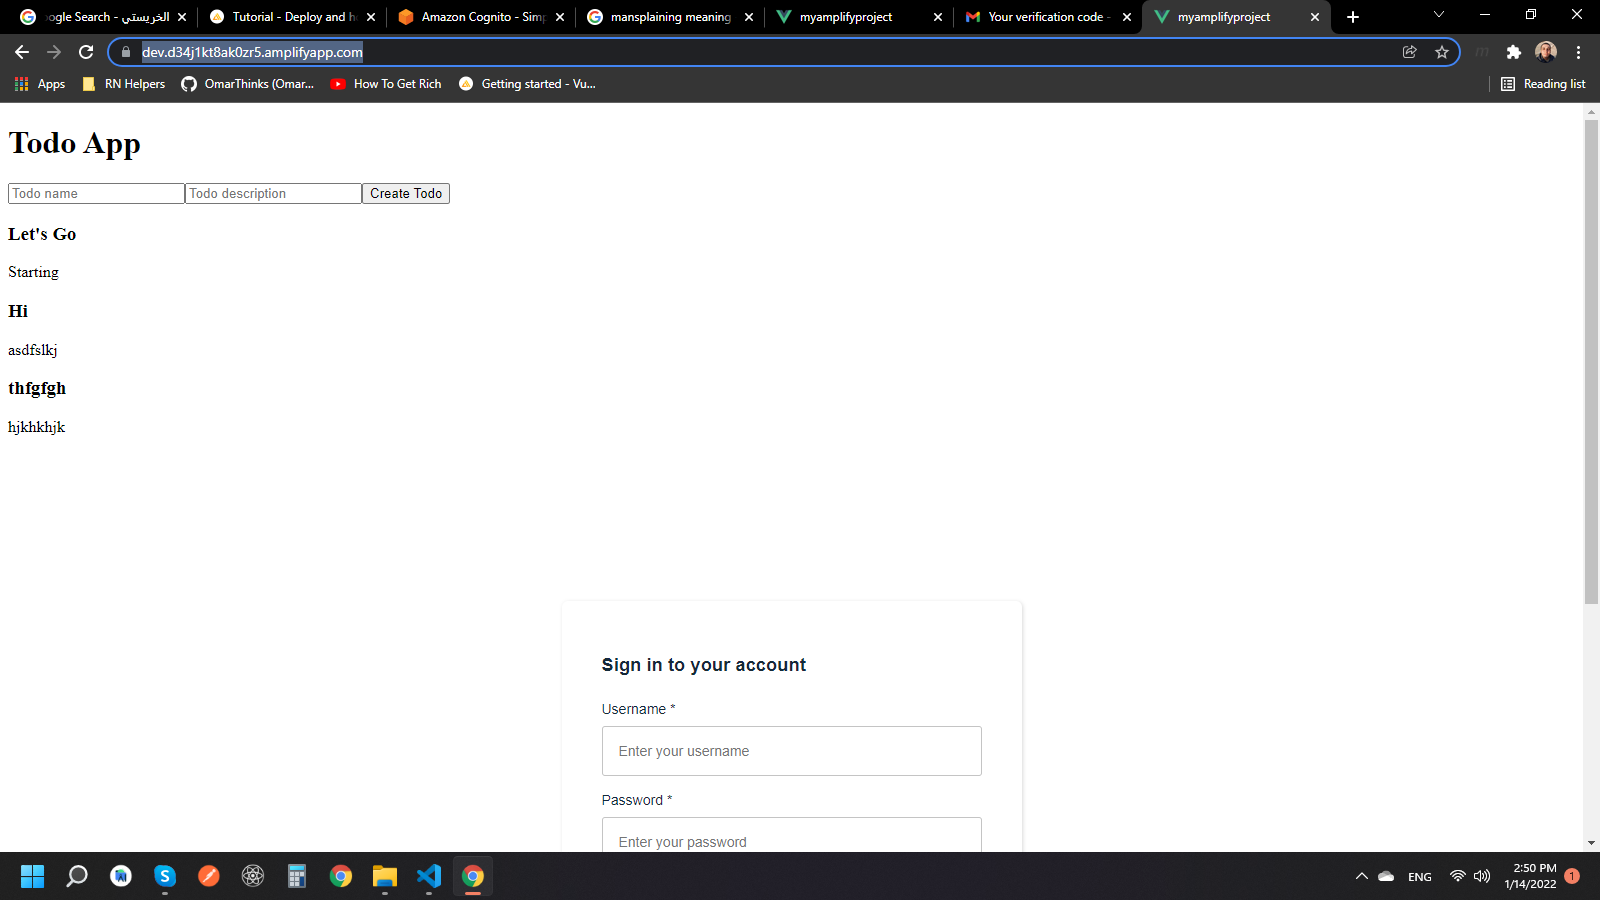 oogle Search - الخريستي
Tutorial - Deploy and h
Amazon Cognito - Simp
mansplaining meaning
myamplifyproject
Your verification code -
myamplifyproject
dev.d34j1kt8ak0zr5.amplifyapp.com
Apps
RN Helpers
OmarThinks (Omar...
How To Get Rich
Getting started - Vu...
Reading list
Todo App
Todo name
Todo description
Create Todo
Let's Go
Starting
Hi
asdfslkj
thfgfgh
hjkhkhjk
Sign in to your account
Username *
Enter your username
Password *
Enter your password
ENG
2:50 PM
1/14/2022
1